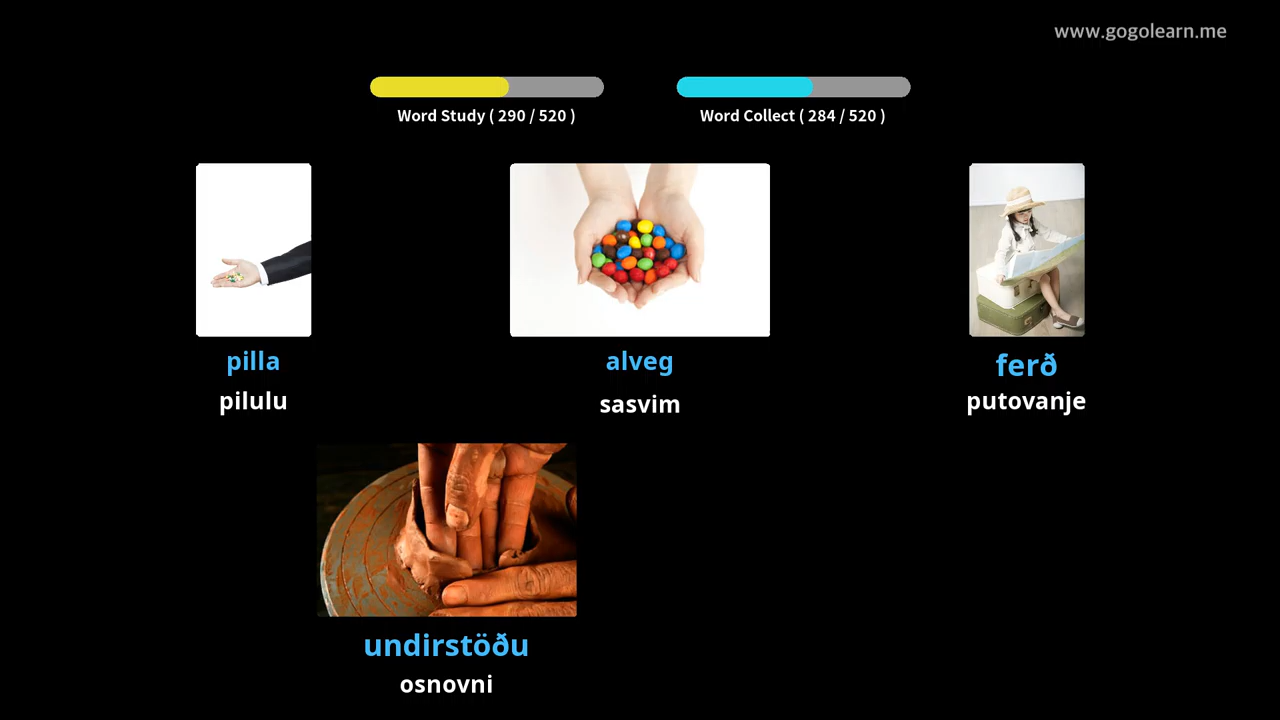 www.gogolearn.me
Word Study ( 290 / 520 )
Word Collect ( 284 / 520 )
pilla
pilulu
alveg
sasvim
ferð
putovanje
undirstöðu
osnovni